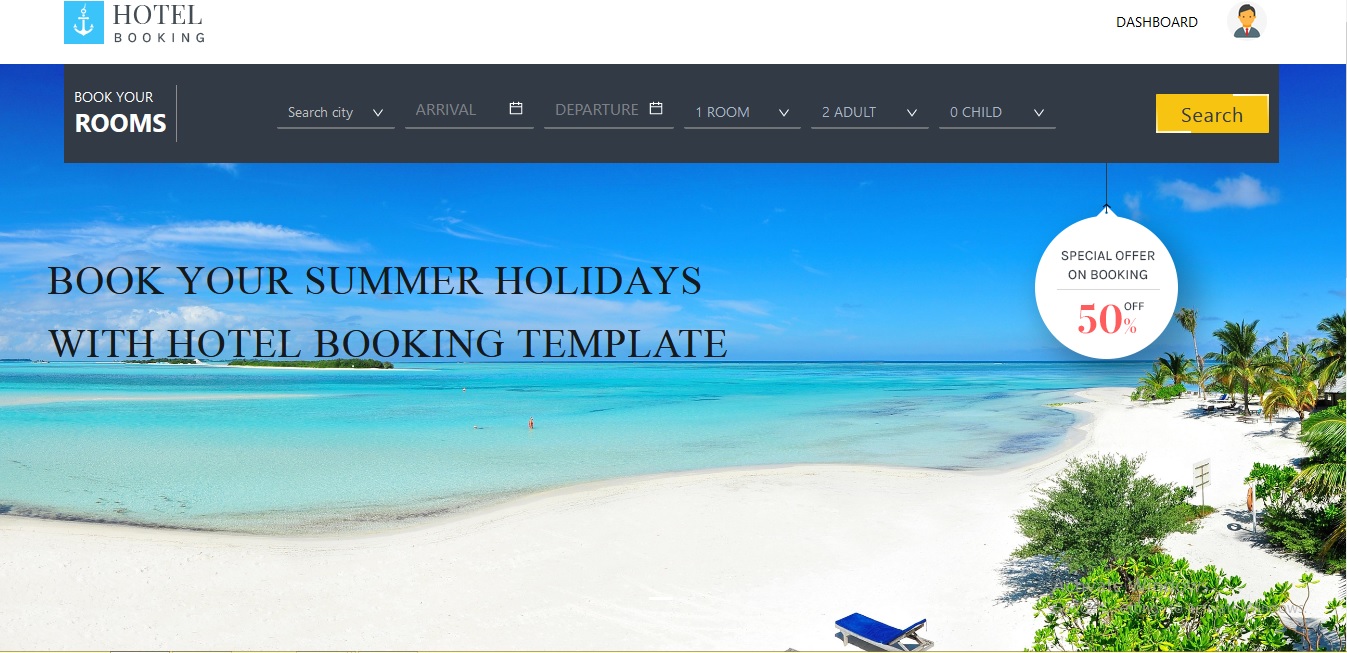 HOTEL
BOOKING
DASHBOARD
BOOK YOUR
ROOMS
Search city
ARRIVAL
DEPARTURE
1 ROOM
2 ADULT
0 CHILD
Search
SPECIAL OFFER
ON BOOKING
50%
OFF
BOOK YOUR SUMMER HOLIDAYS
WITH HOTEL BOOKING TEMPLATE